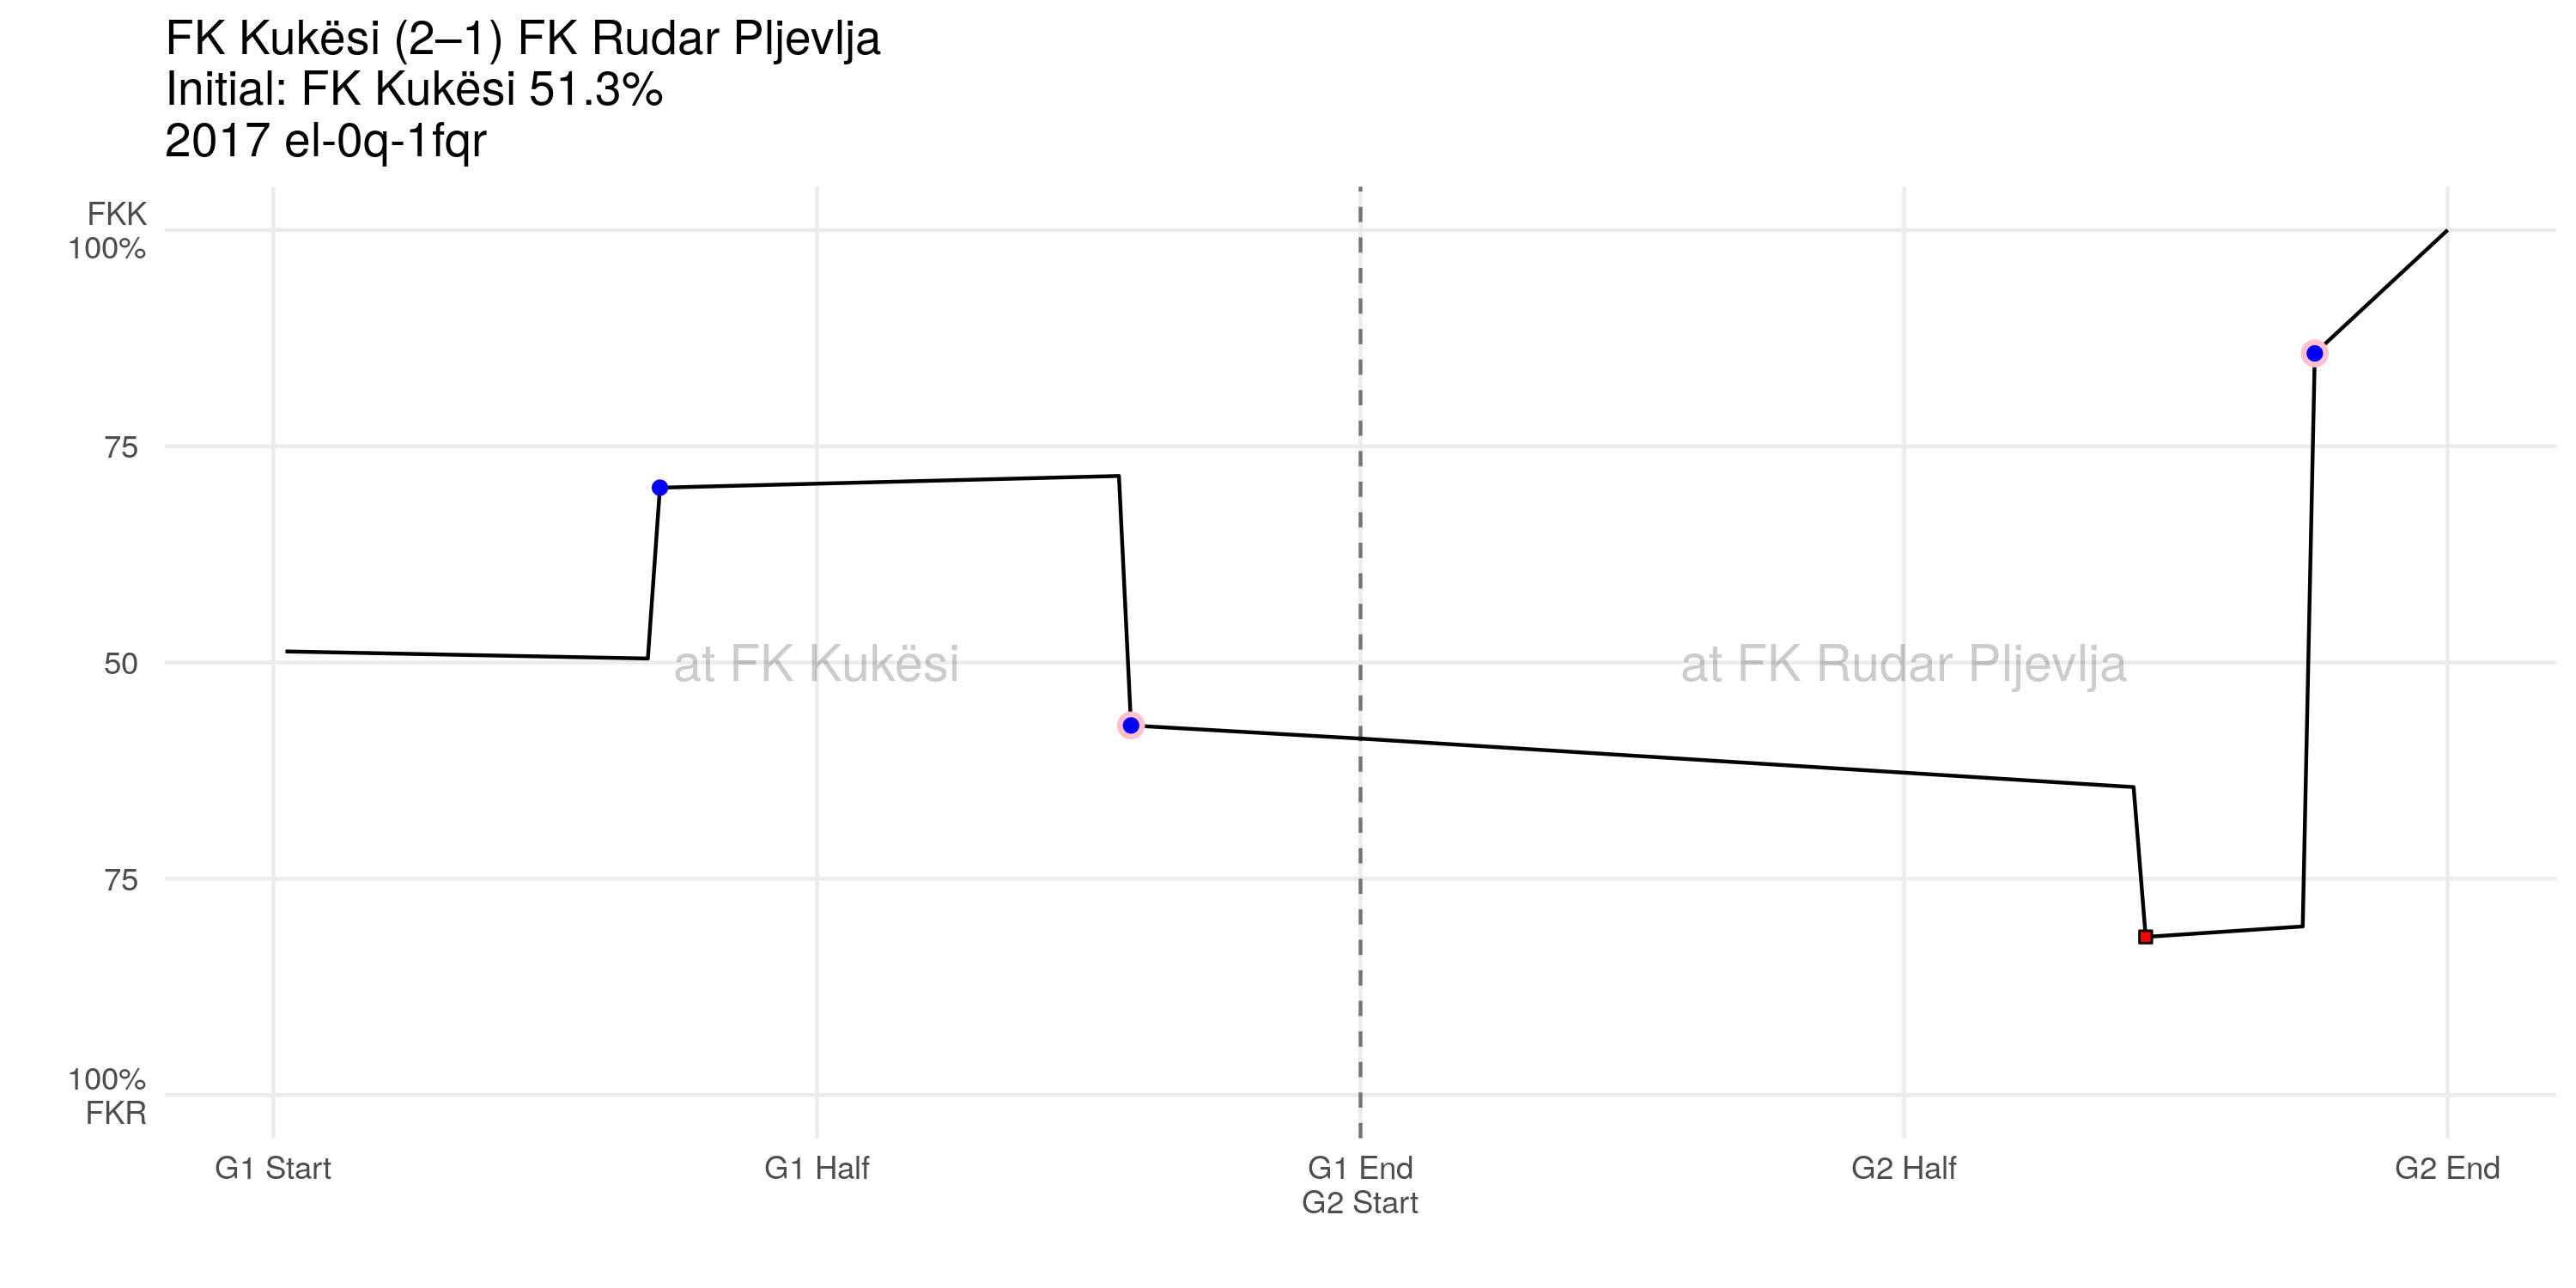 FK Kukësi (2–1) FK Rudar Pljevlja
Initial: FK Kukësi 51.3%
2017 el-0q-1fqr
FKK
100%
75
50
75
100%
FKR
at FK Kukësi
at FK Rudar Pljevlja
G1 Start
G1 Half
G1 End
G2 Start
G2 Half
G2 End